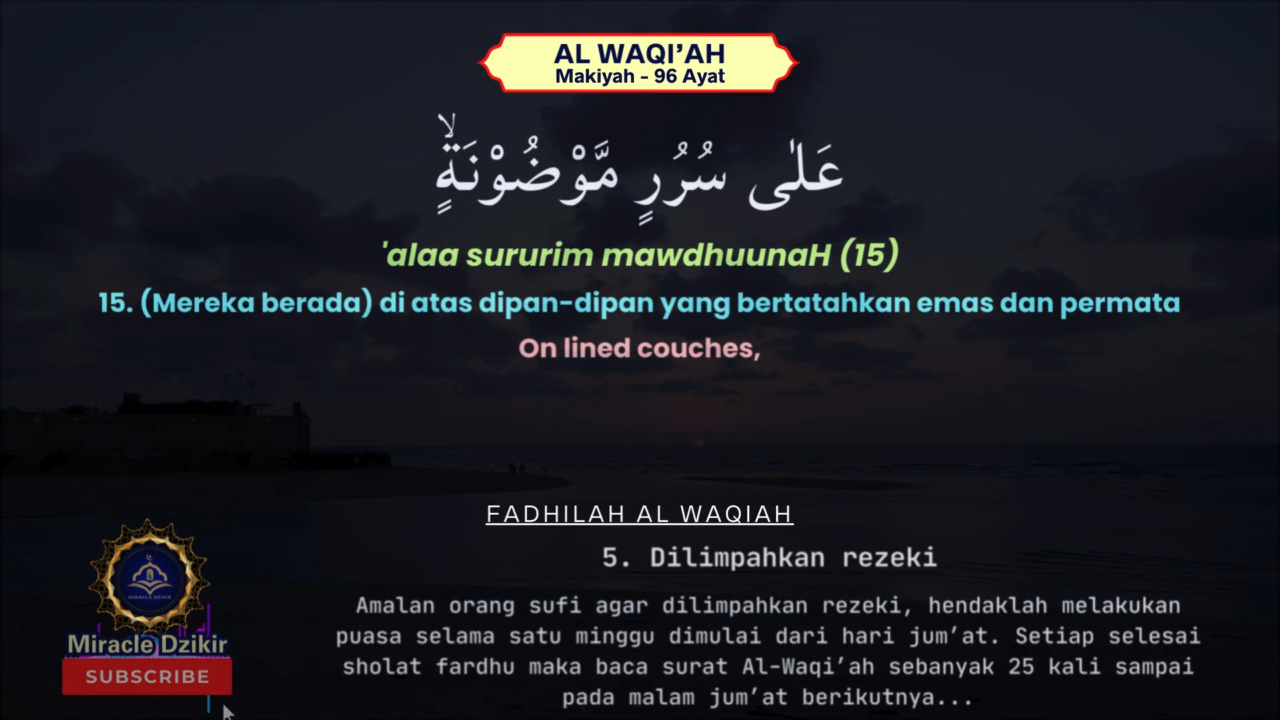 AL WAQI’AH
Makiyah - 96 Ayat
عَلٰى سُرُرٍ مَّوْضُوْنَةٍۙ
'alaa sururim mawdhuunaH (15)
15. (Mereka berada) di atas dipan-dipan yang bertatahkan emas dan permata
On lined couches,
FADHILAH AL WAQIAH
5. Dilimpahkan rezeki
Amalan orang sufi agar dilimpahkan rezeki, hendaklah melakukan
puasa selama satu minggu dimulai dari hari jum’at. Setiap selesai
sholat fardhu maka baca surat Al-Waqi’ah sebanyak 25 kali sampai
pada malam jum’at berikutnya...
MIRACLE DZIKIR
Miracle Dzikir
SUBSCRIBE